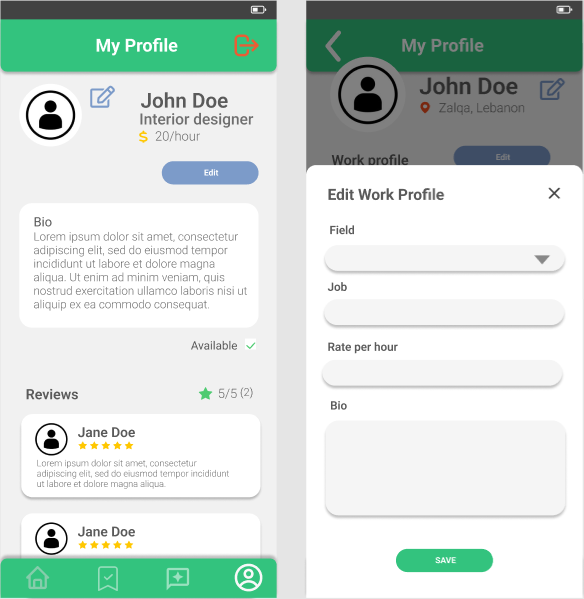 My Profile
John Doe
Interior designer
$ 20/hour
Edit
Bio
Lorem ipsum dolor sit amet, consectetur
adipiscing elit, sed do eiusmod tempor
incididunt ut labore et dolore magna
aliqua. Ut enim ad minim veniam, quis
nostrud exercitation ullamco laboris nisi ut
aliquip ex ea commodo consequat.
Available
Reviews
5/5 (2)
Jane Doe
Lorem ipsum dolor sit amet, consectetur
adipiscing elit, sed do eiusmod tempor incididunt
ut labore et dolore magna aliqua.
Jane Doe
My Profile
John Doe
Zalqa, Lebanon
Work profile
Edit
Edit Work Profile
Field
Job
Rate per hour
Bio
SAVE